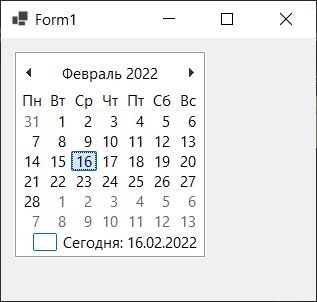 Form1
Февраль 2022
Пн Вт Ср Чт Пт Сб Вс
31 1 2 3 4 5 6
7 8 9 10 11 12 13
14 15 16 17 18 19 20
21 22 23 24 25 26 27
28 1 2 3 4 5 6
7 8 9 10 11 12 13
Сегодня: 16.02.2022